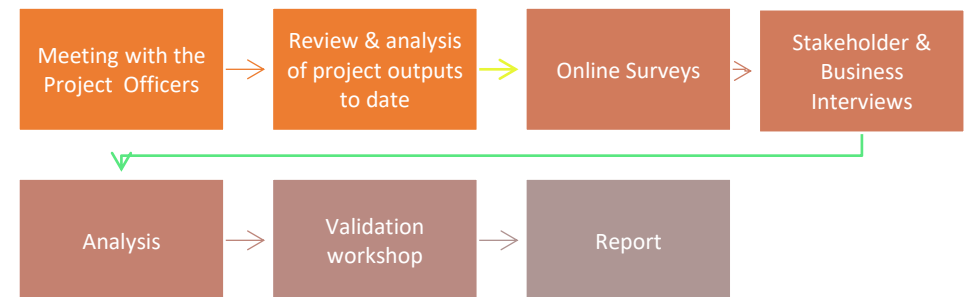 Meeting with the
Project Officers
Review & analysis
of project outputs
to date
Online Surveys
Stakeholder &
Business
Interviews
Analysis
Validation
workshop
Report